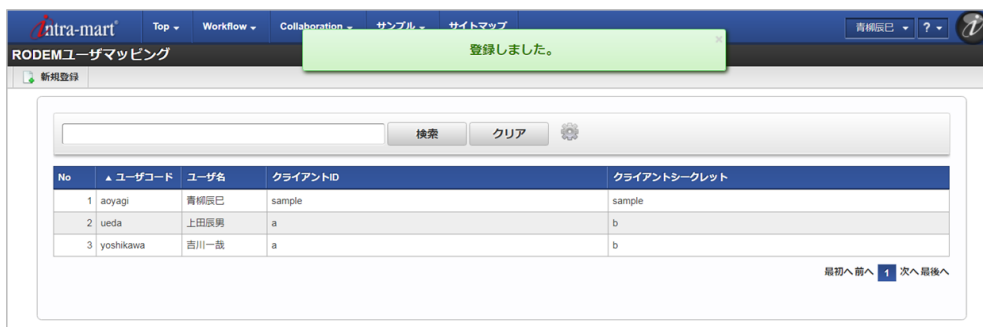 intra-mart Top Workflow Collaboration サンプル サイトマップ 青柳辰巳 ?
登録しました。 ×
RODEMユーザマッピング
新規登録
検索 クリア
No ▲ ユーザコード ユーザ名 クライアントID クライアントシークレット
1 aoyagi 青柳辰巳 sample sample
2 ueda 上田辰男 a b
3 yoshikawa 吉川一哉 a b
最初へ 前へ 1 次へ 最後へ